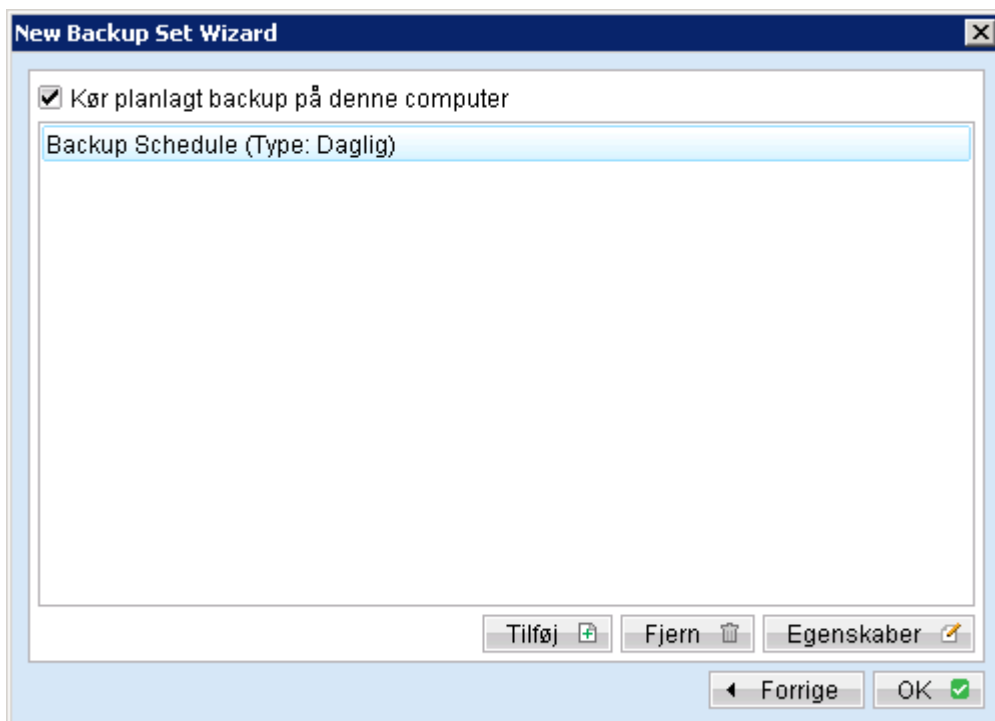 New Backup Set Wizard
Kør planlagt backup på denne computer
Backup Schedule (Type: Daglig)
Tilføj Fjern Egenskaber
Forrige OK